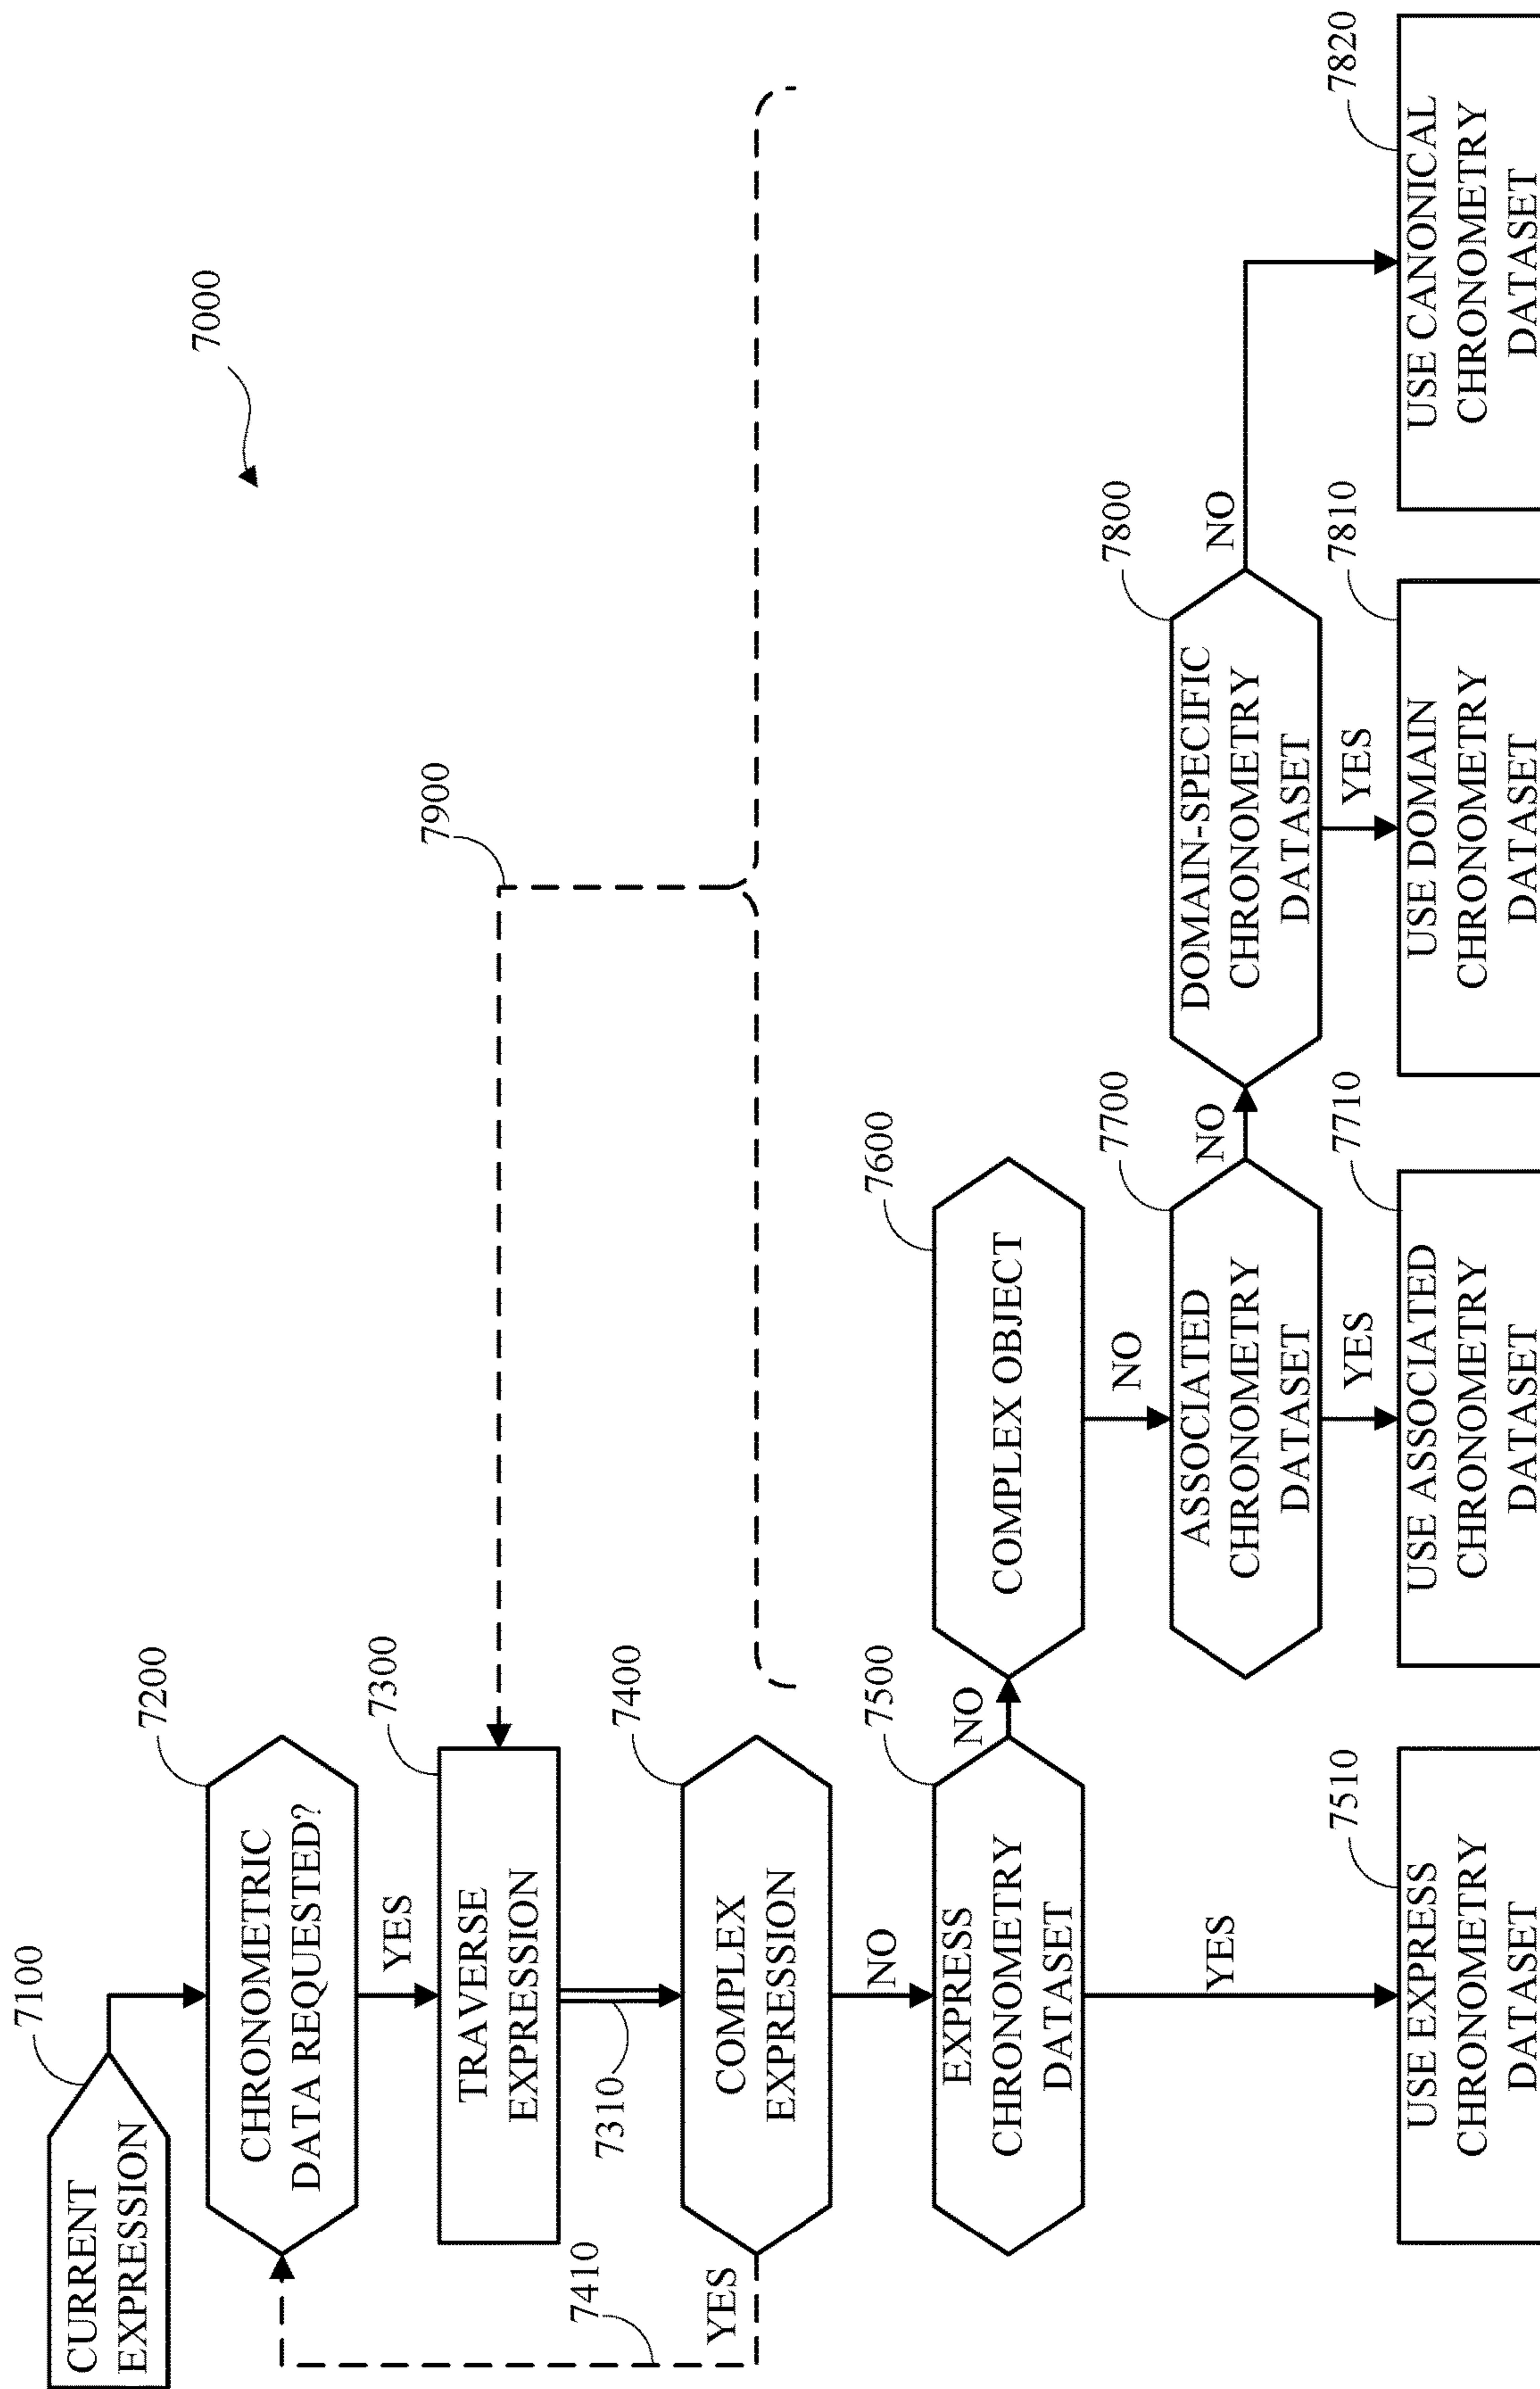 7000
7100
CURRENT
EXPRESSION
7200
CHRONOMETRIC
DATA REQUESTED?
YES
7300
TRAVERSE
EXPRESSION
7900
7310
7400
COMPLEX
EXPRESSION
YES
7410
NO
7500
EXPRESS
CHRONOMETRY
DATASET
NO
7600
COMPLEX OBJECT
NO
7700
ASSOCIATED
CHRONOMETRY
DATASET
NO
7800
DOMAIN-SPECIFIC
CHRONOMETRY
DATASET
NO
YES
7510
USE EXPRESS
CHRONOMETRY
DATASET
YES
7710
USE ASSOCIATED
CHRONOMETRY
DATASET
YES
7810
USE DOMAIN
CHRONOMETRY
DATASET
7820
USE CANONICAL
CHRONOMETRY
DATASET